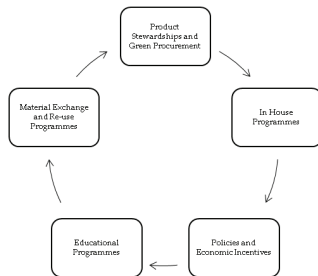 Product
Stewardships and
Green Procurement
In House
Programmes
Policies and
Economic Incentives
Educational
Programmes
Material Exchange
and Re-use
Programmes